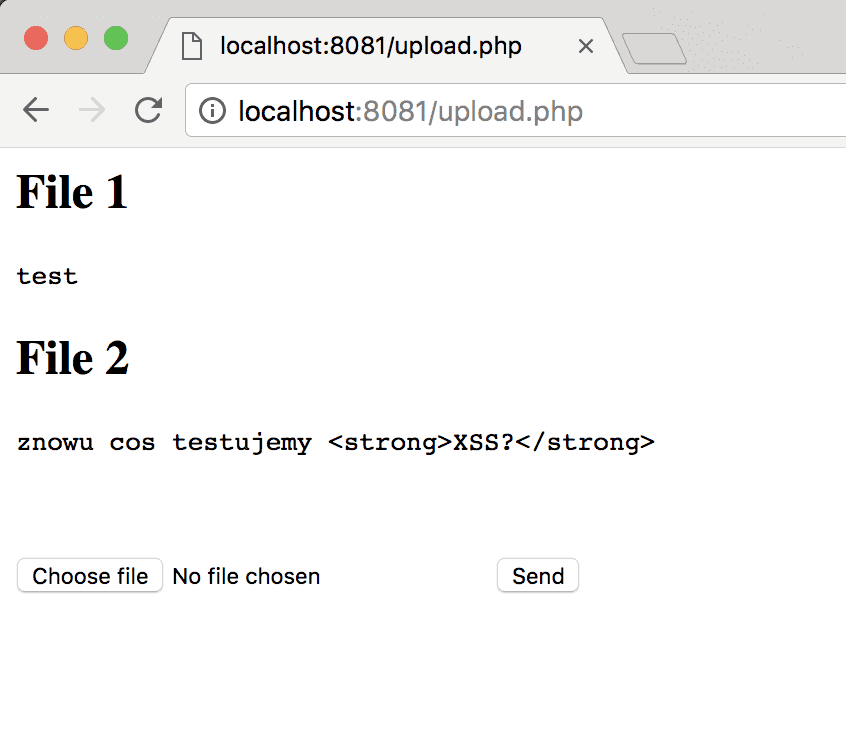 localhost:8081/upload.php
localhost:8081/upload.php
File 1
test
File 2
znowu cos testujemy <strong>XSS?</strong>
Choose file No file chosen Send